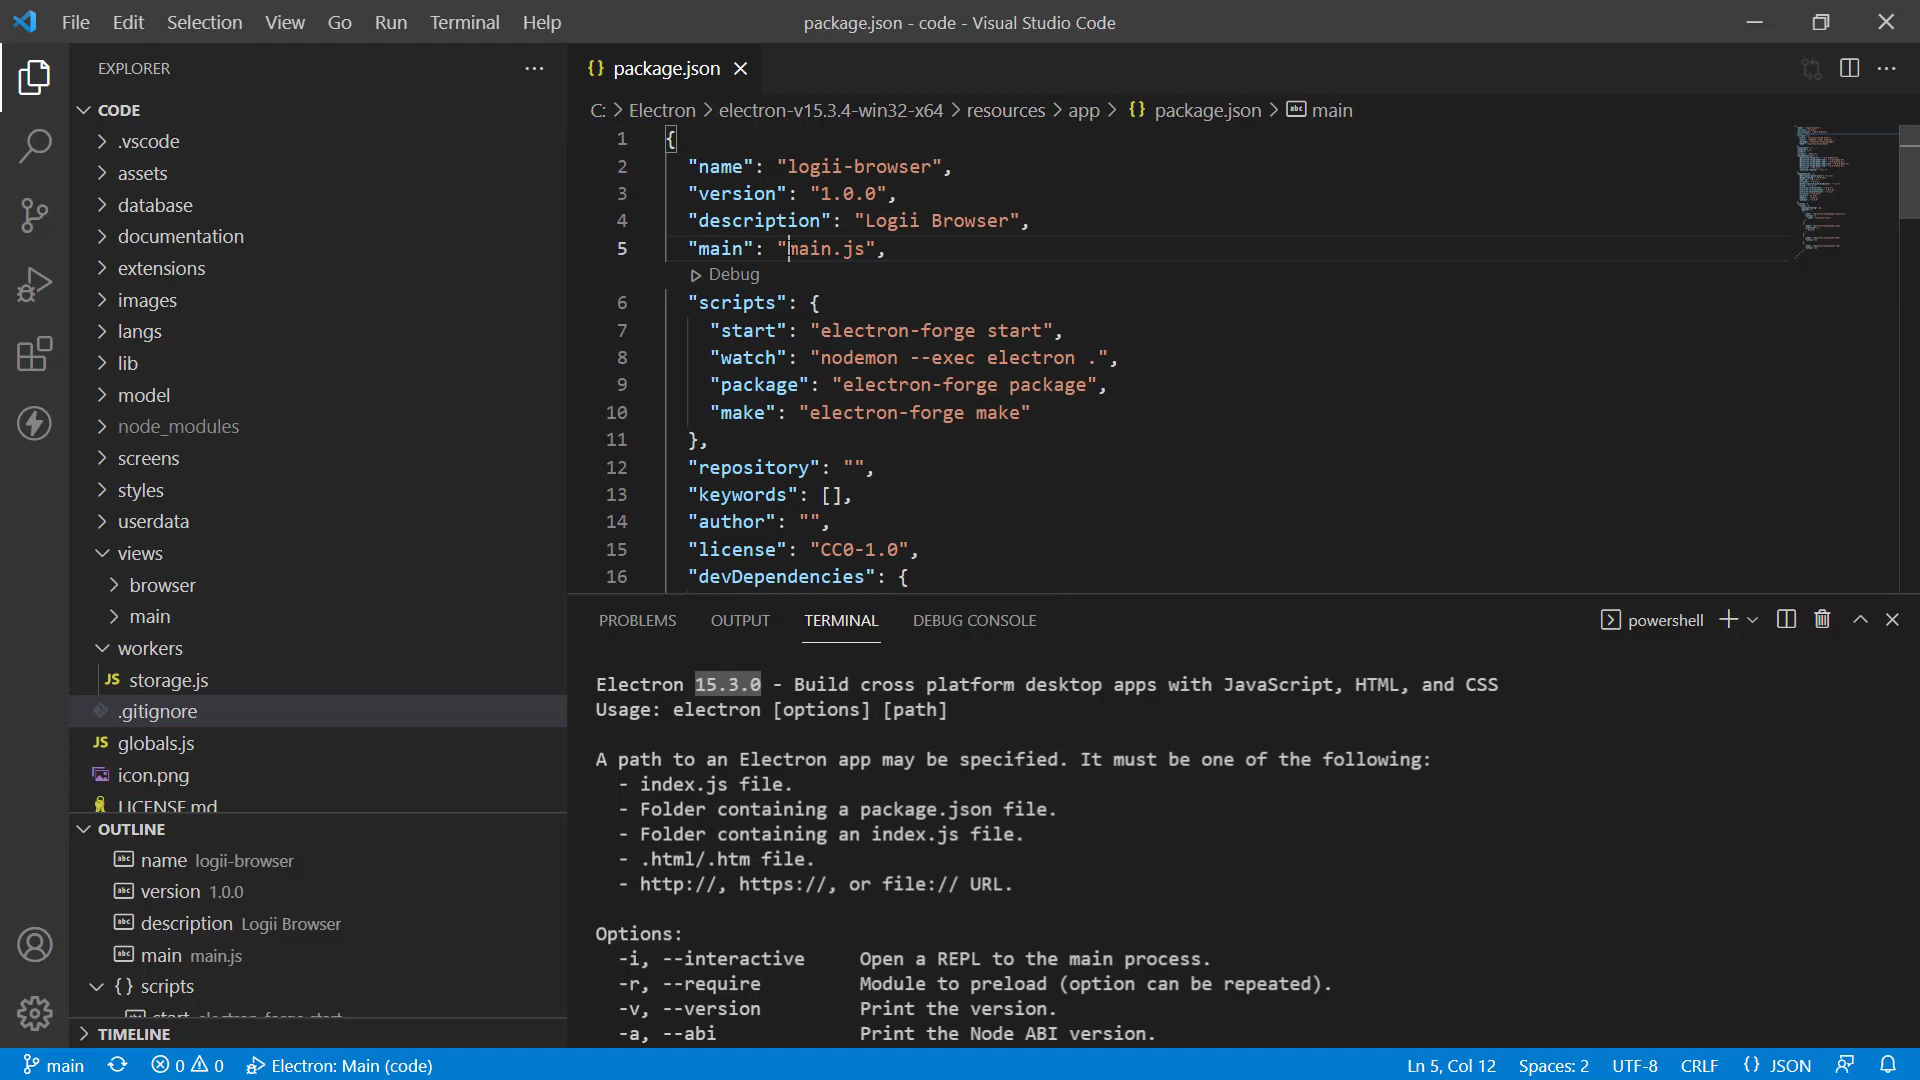 File Edit Selection View Go Run Terminal Help
package.json - code - Visual Studio Code
EXPLORER
CODE
.vscode
assets
database
documentation
extensions
images
langs
lib
model
node_modules
screens
styles
userdata
views
browser
main
workers
JS storage.js
.gitignore
JS globals.js
icon.png
LICENSE.md
OUTLINE
abc name logii-browser
abc version 1.0.0
abc description Logii Browser
abc main main.js
{} scripts
start electron-forge start
TIMELINE
{} package.json
C: > Electron > electron-v15.3.4-win32-x64 > resources > app > {} package.json > abc main
1 {
2 "name": "logii-browser",
3 "version": "1.0.0",
4 "description": "Logii Browser",
5 "main": "main.js",
Debug
6 "scripts": {
7 "start": "electron-forge start",
8 "watch": "nodemon --exec electron .",
9 "package": "electron-forge package",
10 "make": "electron-forge make"
11 },
12 "repository": "",
13 "keywords": [],
14 "author": "",
15 "license": "CC0-1.0",
16 "devDependencies": {
PROBLEMS OUTPUT TERMINAL DEBUG CONSOLE
powershell
Electron 15.3.0 - Build cross platform desktop apps with JavaScript, HTML, and CSS
Usage: electron [options] [path]
A path to an Electron app may be specified. It must be one of the following:
- index.js file.
- Folder containing a package.json file.
- Folder containing an index.js file.
- .html/.htm file.
- http://, https://, or file:// URL.
Options:
-i, --interactive Open a REPL to the main process.
-r, --require Module to preload (option can be repeated).
-v, --version Print the version.
-a, --abi Print the Node ABI version.
main 0 0 Electron: Main (code)
Ln 5, Col 12 Spaces: 2 UTF-8 CRLF {} JSON